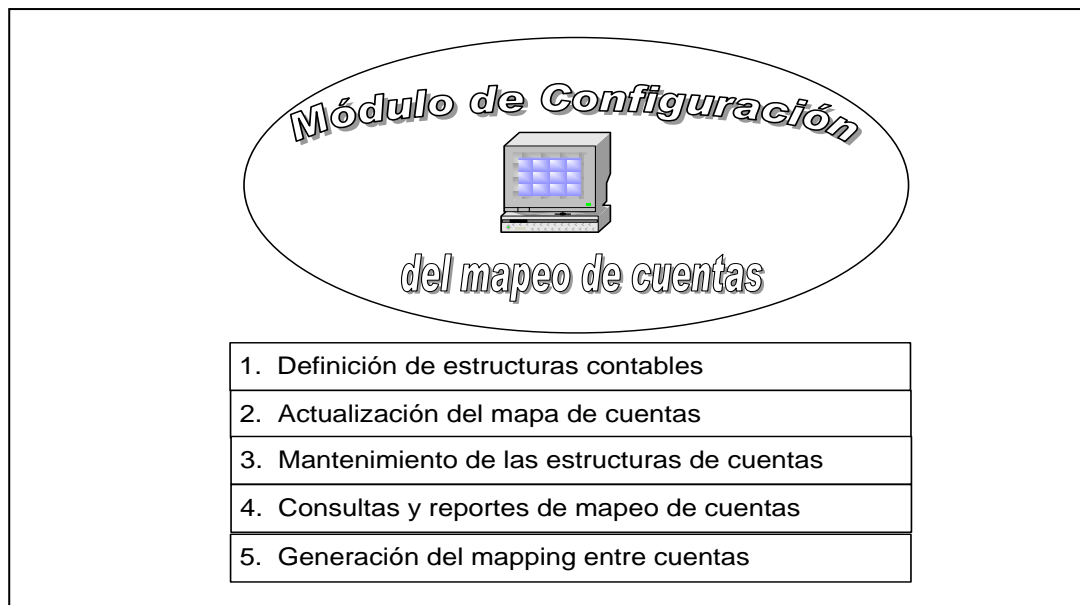 Módulo de Configuración
del mapeo de cuentas
1. Definición de estructuras contables
2. Actualización del mapa de cuentas
3. Mantenimiento de las estructuras de cuentas
4. Consultas y reportes de mapeo de cuentas
5. Generación del mapping entre cuentas